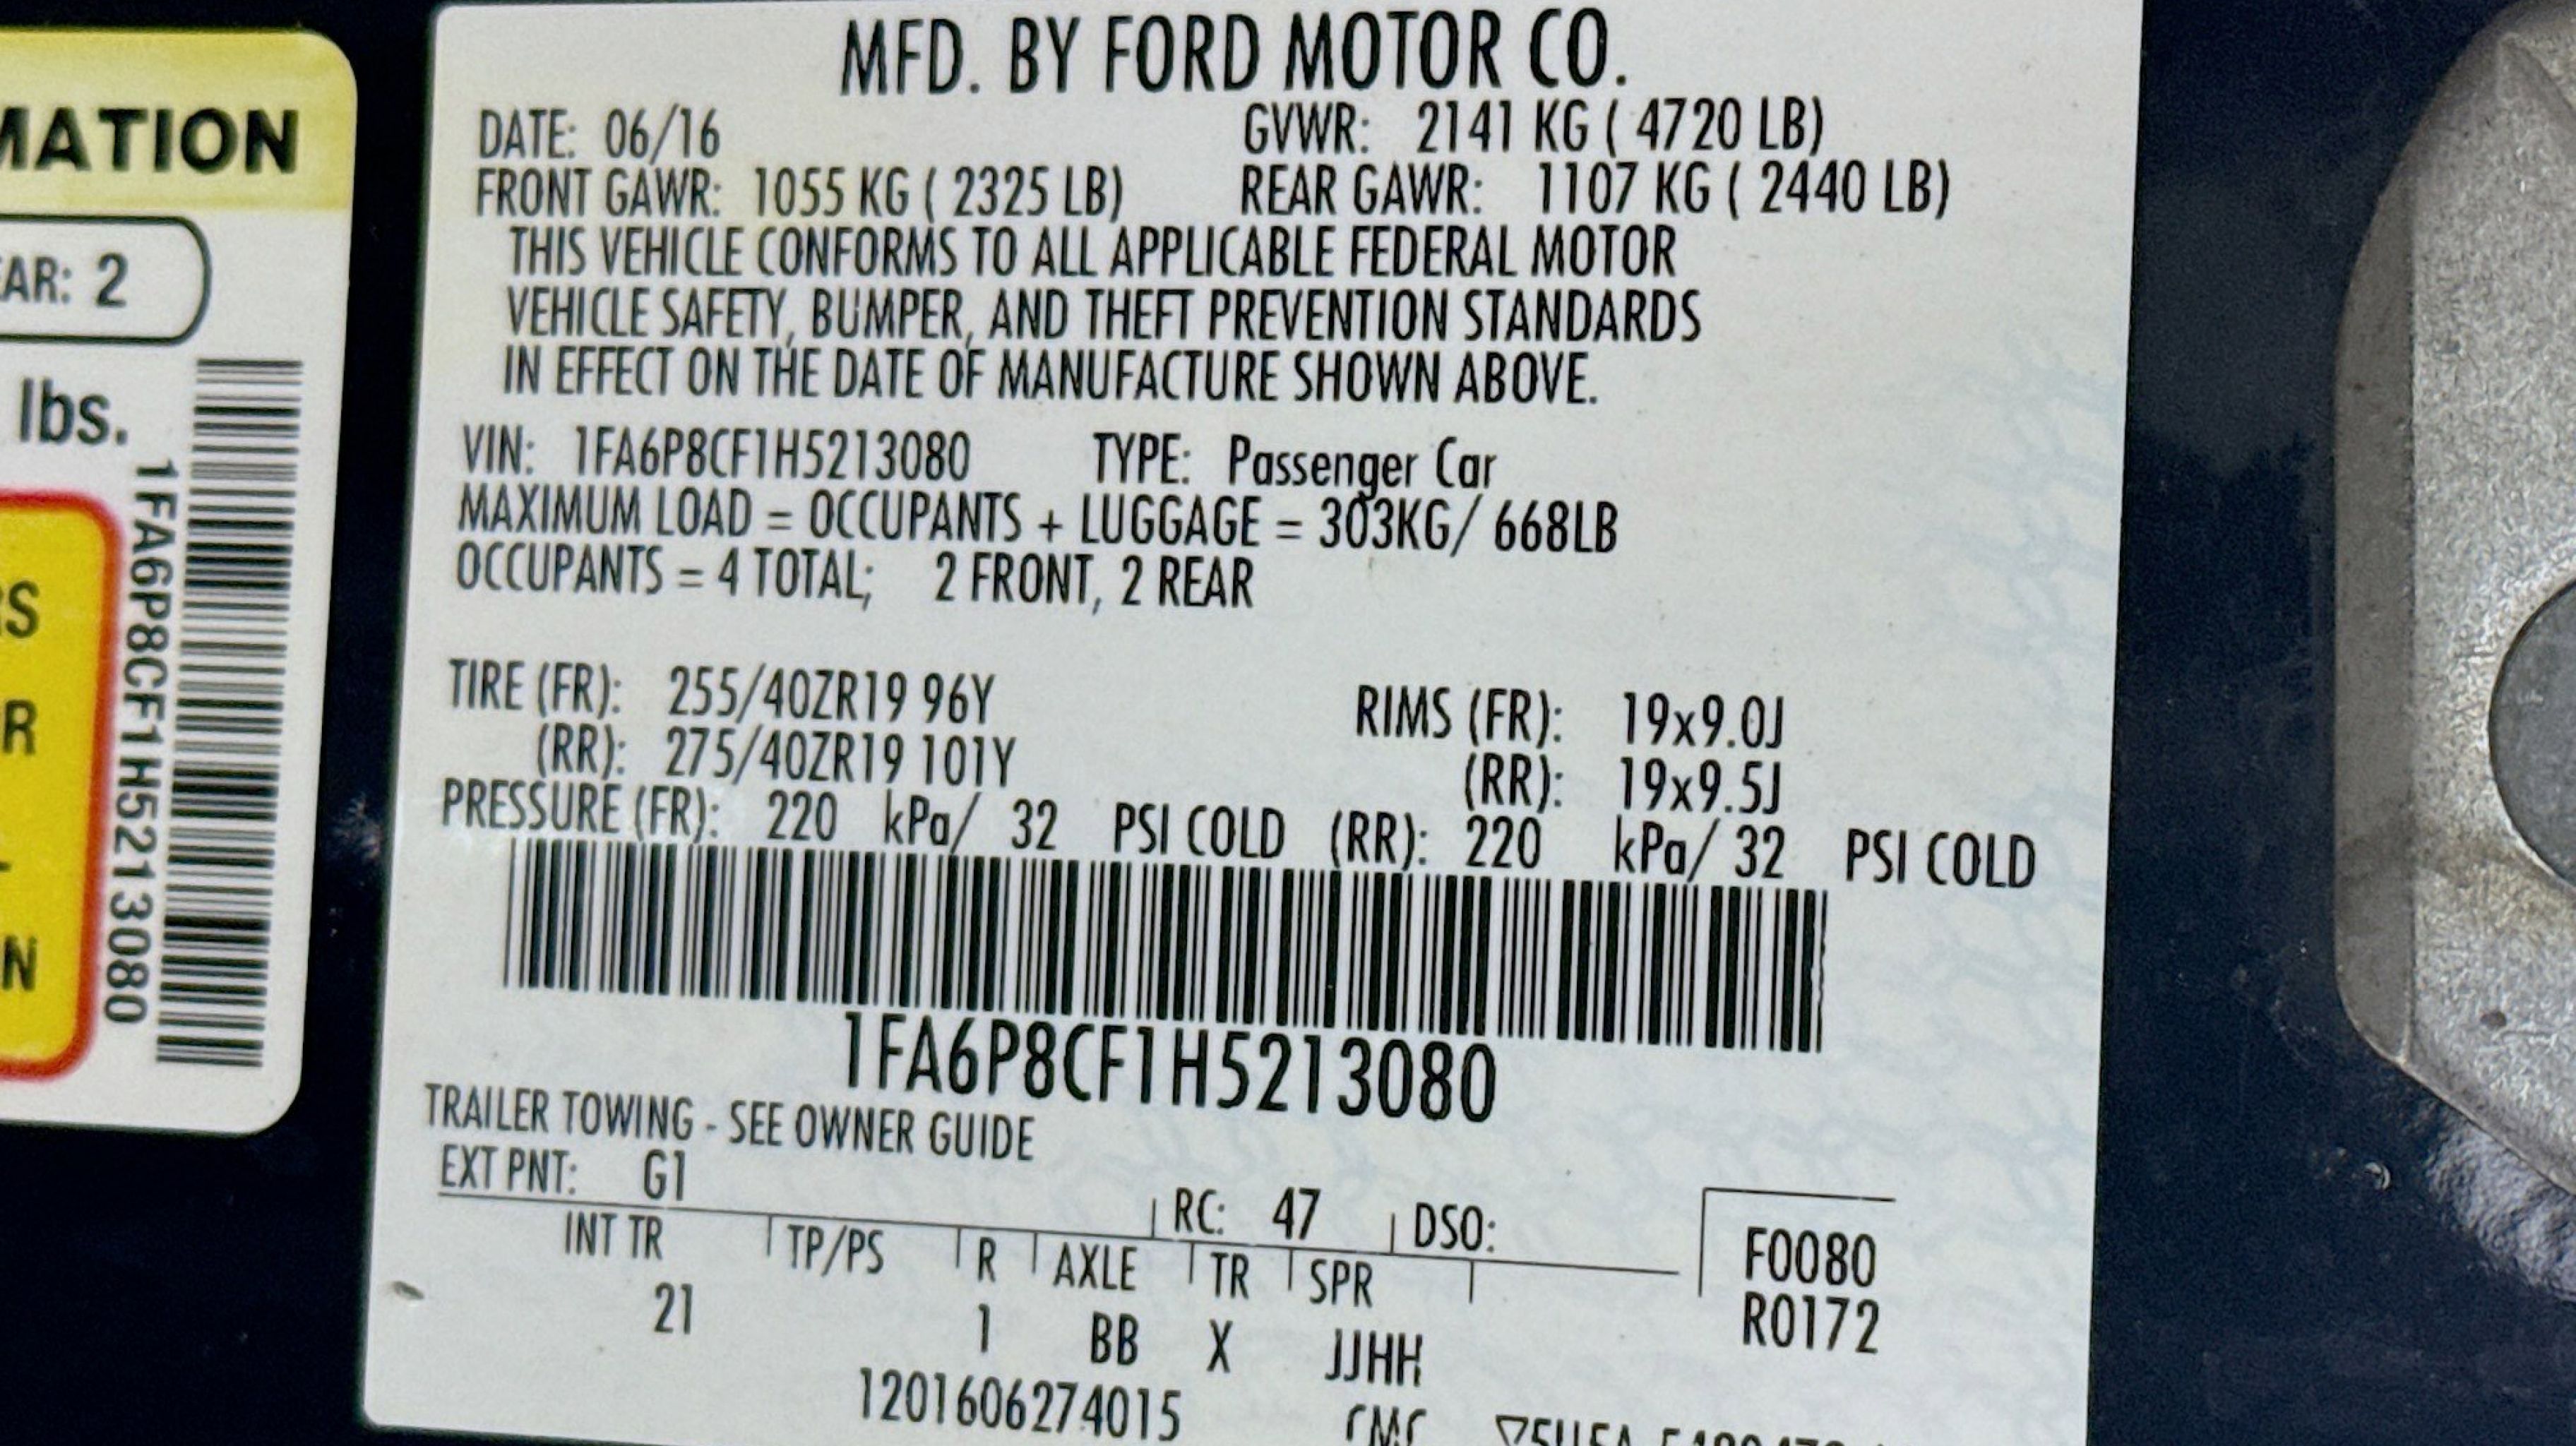 MATION
EAR: 2
lbs.
1FA6P8CF1H5213080
R
N
MFD. BY FORD MOTOR CO.
DATE: 06/16 GVWR: 2141 KG ( 4720 LB)
FRONT GAWR: 1055 KG ( 2325 LB) REAR GAWR: 1107 KG ( 2440 LB)
THIS VEHICLE CONFORMS TO ALL APPLICABLE FEDERAL MOTOR
VEHICLE SAFETY, BUMPER, AND THEFT PREVENTION STANDARDS
IN EFFECT ON THE DATE OF MANUFACTURE SHOWN ABOVE.
VIN: 1FA6P8CF1H5213080 TYPE: Passenger Car
MAXIMUM LOAD = OCCUPANTS + LUGGAGE = 303KG/ 668LB
OCCUPANTS = 4 TOTAL; 2 FRONT, 2 REAR
TIRE (FR): 255/40ZR19 96Y RIMS (FR): 19x9.0J
(RR): 275/40ZR19 101Y (RR): 19x9.5J
PRESSURE (FR): 220 kPa/ 32 PSI COLD (RR): 220 kPa/ 32 PSI COLD
1FA6P8CF1H5213080
TRAILER TOWING - SEE OWNER GUIDE
EXT PNT: G1 RC: 47 DSO:
INT TR TP/PS R AXLE TR SPR F0080
21 1 BB X JJHH R0172
1201606274015